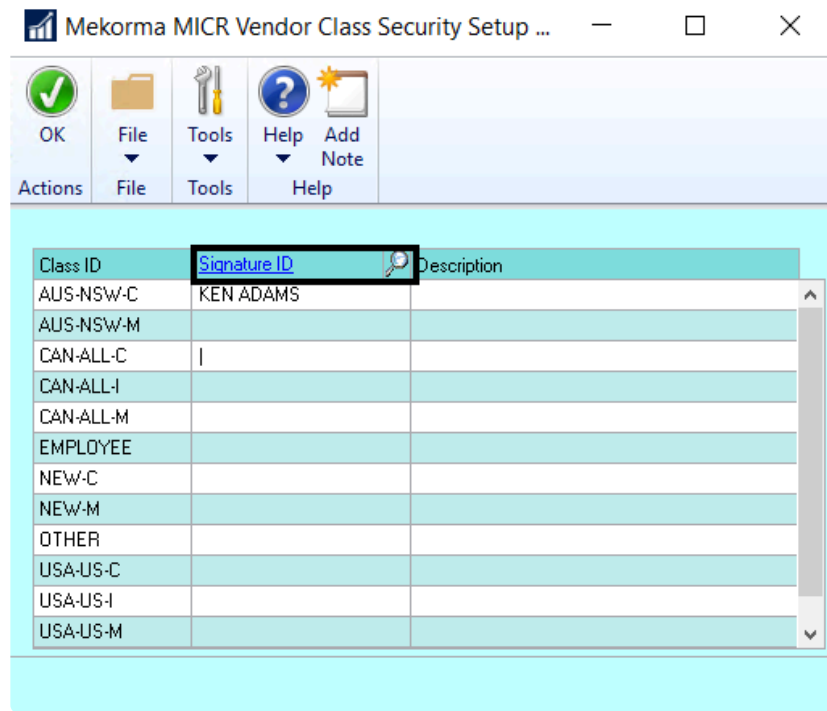 Mekorma MICR Vendor Class Security Setup ...
OK File Tools Help Add Note
Actions File Tools Help
Class ID Signature ID Description
AUS-NSW-C KEN ADAMS
AUS-NSW-M
CAN-ALL-C
CAN-ALL-I
CAN-ALL-M
EMPLOYEE
NEW-C
NEW-M
OTHER
USA-US-C
USA-US-I
USA-US-M